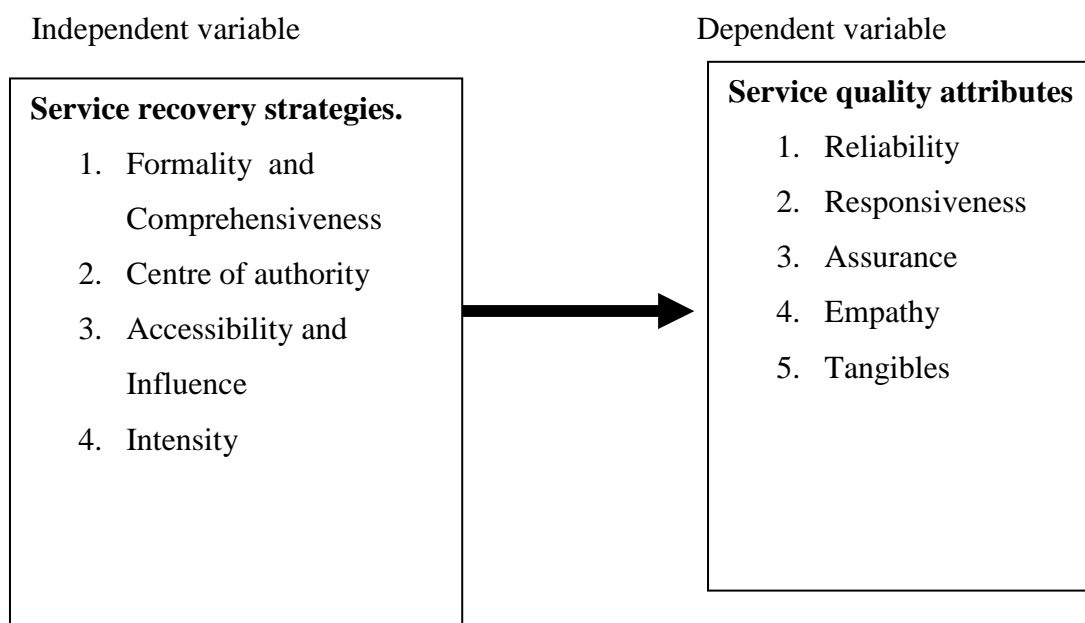 Independent variable
Dependent variable
Service recovery strategies.
1. Formality and
Comprehensiveness
2. Centre of authority
3. Accessibility and
Influence
4. Intensity
Service quality attributes
1. Reliability
2. Responsiveness
3. Assurance
4. Empathy
5. Tangibles